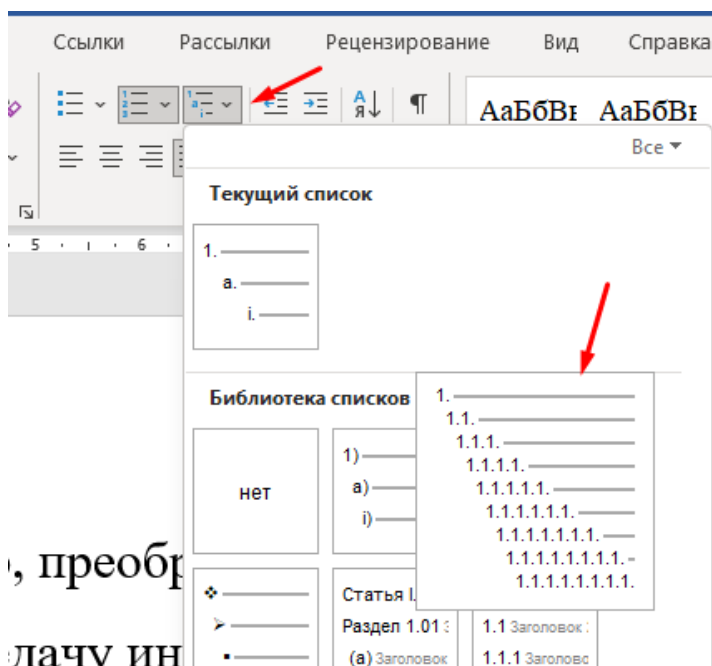 Ссылки Рассылки Рецензирование Вид Справка
АаБбВı АаБбВı
Все
5 6
Текущий список
1.
a.
i.
Библиотека списков
1.
1.1.
1.1.1.
1.1.1.1.
1.1.1.1.1.
1.1.1.1.1.1.
1.1.1.1.1.1.1.
1.1.1.1.1.1.1.1.
1.1.1.1.1.1.1.1.1.
нет
1)
a)
i)
, преобр
Статья I.
Раздел 1.01
(a) Заголовок
1.1 Заголовок
1.1.1 Заголовс
дачу ин